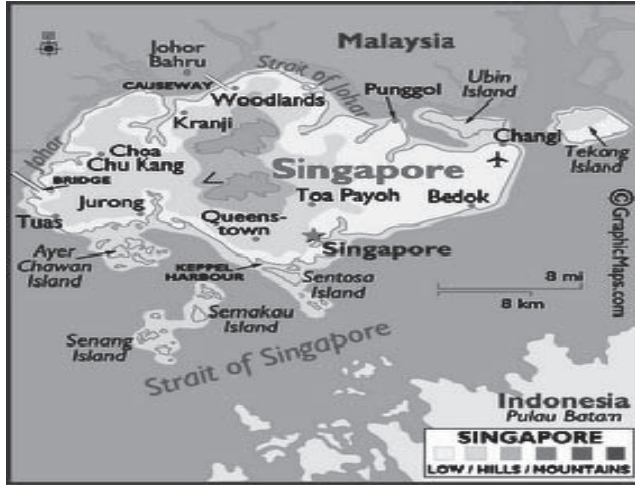 Malaysia
Johor
Bahru
Strait of Johor
CAUSEWAY
Woodlands
Punggol
Ubin
Island
Kranji
Changi
Johor
Choa
Chu Kang
Singapore
Tekong
Island
BRIDGE
Jurong
Toa Payoh
Bedok
Tuas
Queens-
town
Singapore
Ayer
Chawan
Island
KEPPEL
HARBOUR
Sentosa
Island
8 mi
8 km
©GraphicMaps.com
Semakau
Island
Senang
Island
Strait of Singapore
Indonesia
Pulau Batam
SINGAPORE
LOW / HILLS / MOUNTAINS